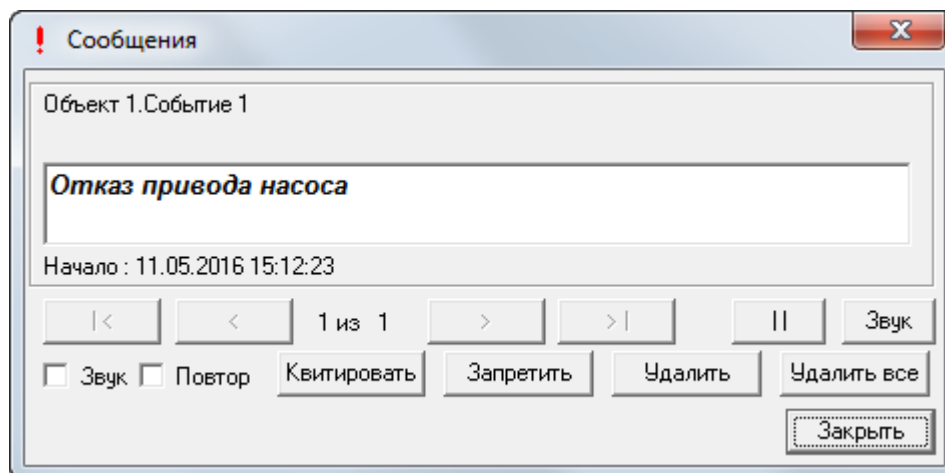 Сообщения
Объект 1.Событие 1
Отказ привода насоса
Начало : 11.05.2016 15:12:23
|< < 1 из 1 > >| || Звук
Звук Повтор Квитировать Запретить Удалить Удалить все
Закрыть